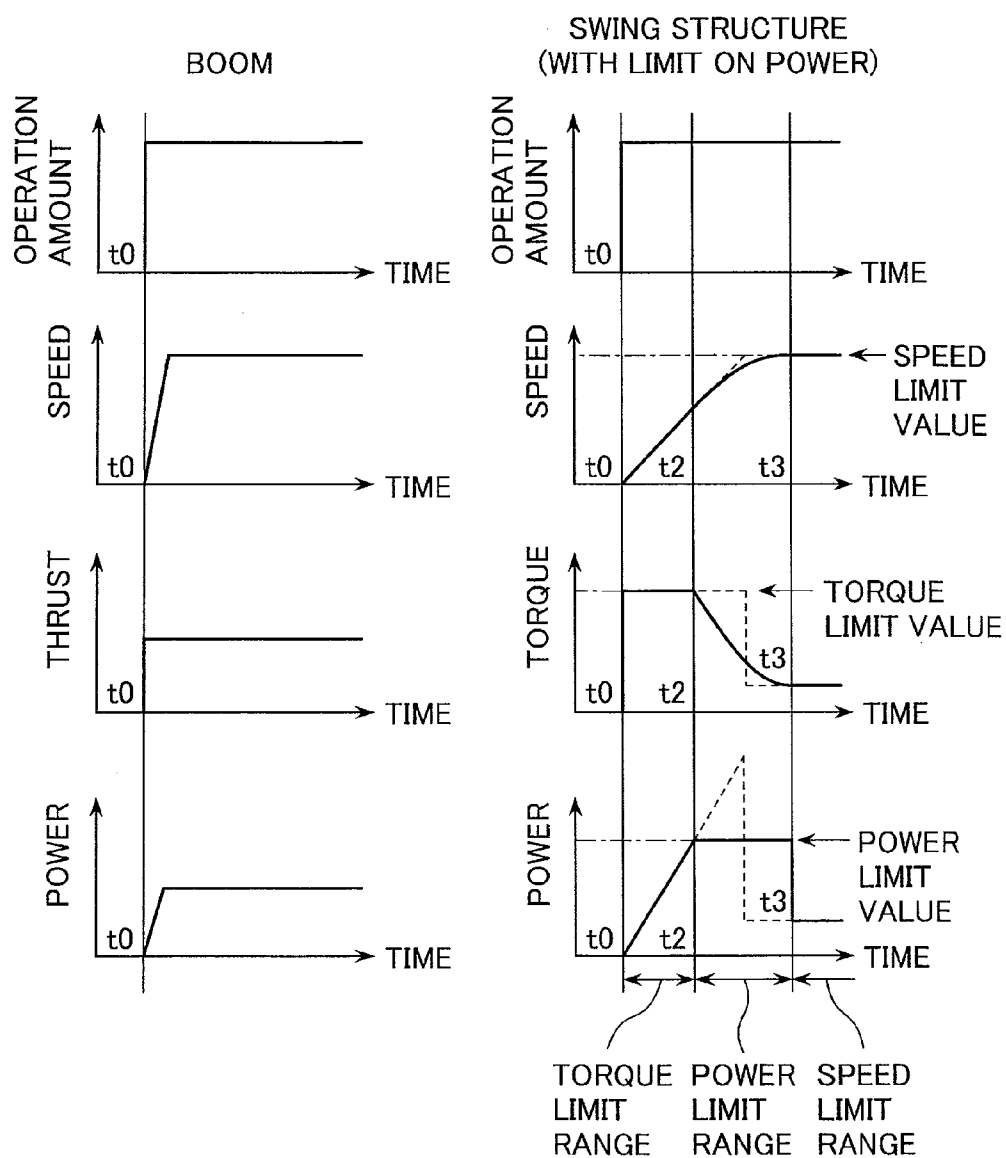 BOOM
OPERATION
AMOUNT
t0
TIME
SPEED
t0
TIME
THRUST
t0
TIME
POWER
t0
TIME
SWING STRUCTURE
(WITH LIMIT ON POWER)
OPERATION
AMOUNT
t0
TIME
SPEED
t0
t2
t3
TIME
SPEED
LIMIT
VALUE
TORQUE
t0
t2
t3
TIME
TORQUE
LIMIT VALUE
POWER
t0
t2
t3
TIME
POWER
LIMIT
VALUE
TORQUE
LIMIT
RANGE
POWER
LIMIT
RANGE
SPEED
LIMIT
RANGE